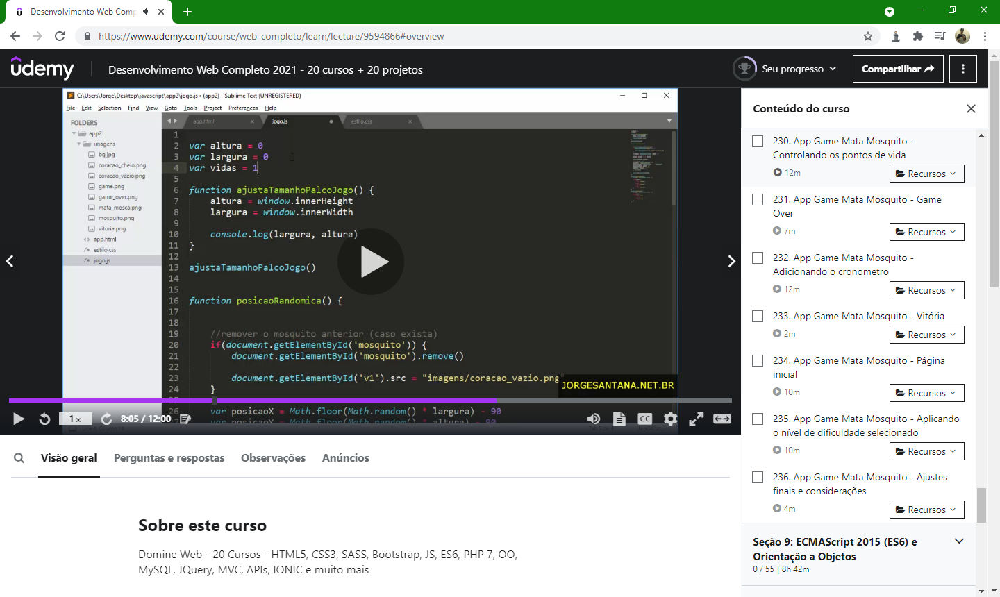 Desenvolvimento Web Comp
https://www.udemy.com/course/web-completo/learn/lecture/9594866#overview
udemy
Desenvolvimento Web Completo 2021 - 20 cursos + 20 projetos
Seu progresso
Compartilhar
C:\Users\Jorge\Desktop\javascript\app2\jogo.js • (app2) - Sublime Text (UNREGISTERED)
File Edit Selection Find View Goto Tools Project Preferences Help
FOLDERS
app2
imagens
bg.jpg
coracao_cheio.png
coracao_vazio.png
game.png
game_over.png
mata_mosca.png
mosquito.png
vitoria.png
app.html
estilo.css
jogo.js
app.html
jogo.js
estilo.css
1
2 var altura = 0
3 var largura = 0
4 var vidas = 1
5
6 function ajustaTamanhoPalcoJogo() {
7 altura = window.innerHeight
8 largura = window.innerWidth
9
10 console.log(largura, altura)
11 }
12
13 ajustaTamanhoPalcoJogo()
14
15
16 function posicaoRandomica() {
17
18
19 //remover o mosquito anterior (caso exista)
20 if(document.getElementById('mosquito')) {
21 document.getElementById('mosquito').remove()
22
23 document.getElementById('v1').src = "imagens/coracao_vazio.png"
24 }
25
26 var posicaoX = Math.floor(Math.random() * largura) - 90
var posicaoY = Math.floor(Math.random() * altura) - 90
JORGESANTANA.NET.BR
1 x
8:05 / 12:00
CC
Visão geral
Perguntas e respostas
Observações
Anúncios
Sobre este curso
Domine Web - 20 Cursos - HTML5, CSS3, SASS, Bootstrap, JS, ES6, PHP 7, OO,
MySQL, JQuery, MVC, APIs, IONIC e muito mais
Conteúdo do curso
230. App Game Mata Mosquito -
Controlando os pontos de vida
12m
Recursos
231. App Game Mata Mosquito - Game
Over
7m
Recursos
232. App Game Mata Mosquito -
Adicionando o cronometro
12m
Recursos
233. App Game Mata Mosquito - Vitória
2m
Recursos
234. App Game Mata Mosquito - Página
inicial
10m
Recursos
235. App Game Mata Mosquito - Aplicando
o nível de dificuldade selecionado
10m
Recursos
236. App Game Mata Mosquito - Ajustes
finais e considerações
4m
Recursos
Seção 9: ECMAScript 2015 (ES6) e
Orientação a Objetos
0 / 55 | 8h 42m